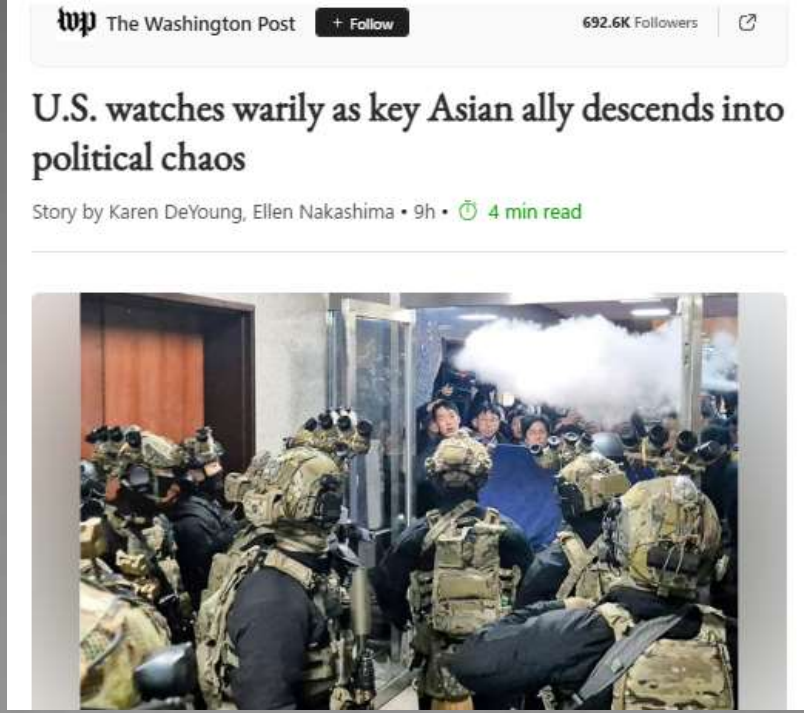 wp The Washington Post + Follow 692.6K Followers
U.S. watches warily as key Asian ally descends into
political chaos
Story by Karen DeYoung, Ellen Nakashima • 9h • 4 min read